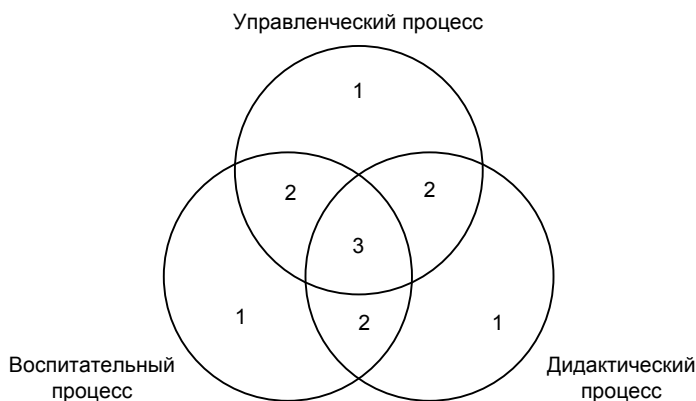 Управленческий процесс
1
2
2
3
1
2
1
Воспитательный
процесс
Дидактический
процесс